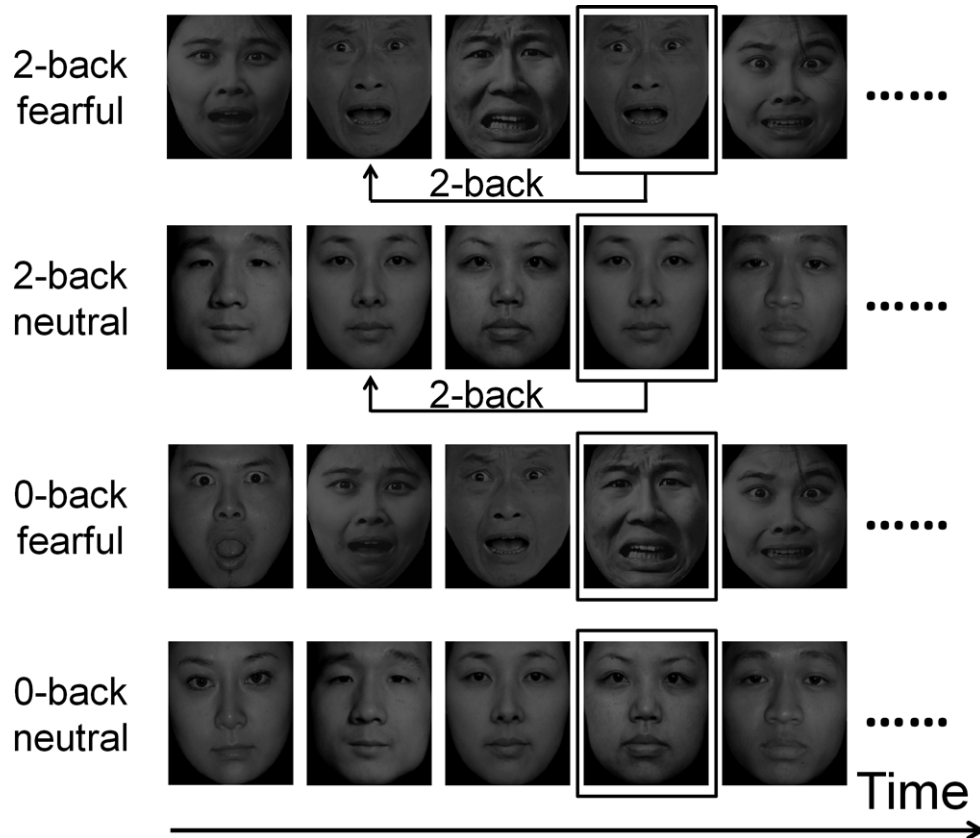 2-back
fearful
......
2-back
2-back
neutral
......
2-back
0-back
fearful
......
0-back
neutral
......
Time